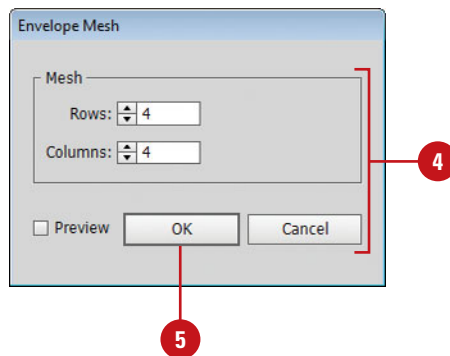 Envelope Mesh
Mesh
Rows: 4
Columns: 4
4
Preview OK Cancel
5